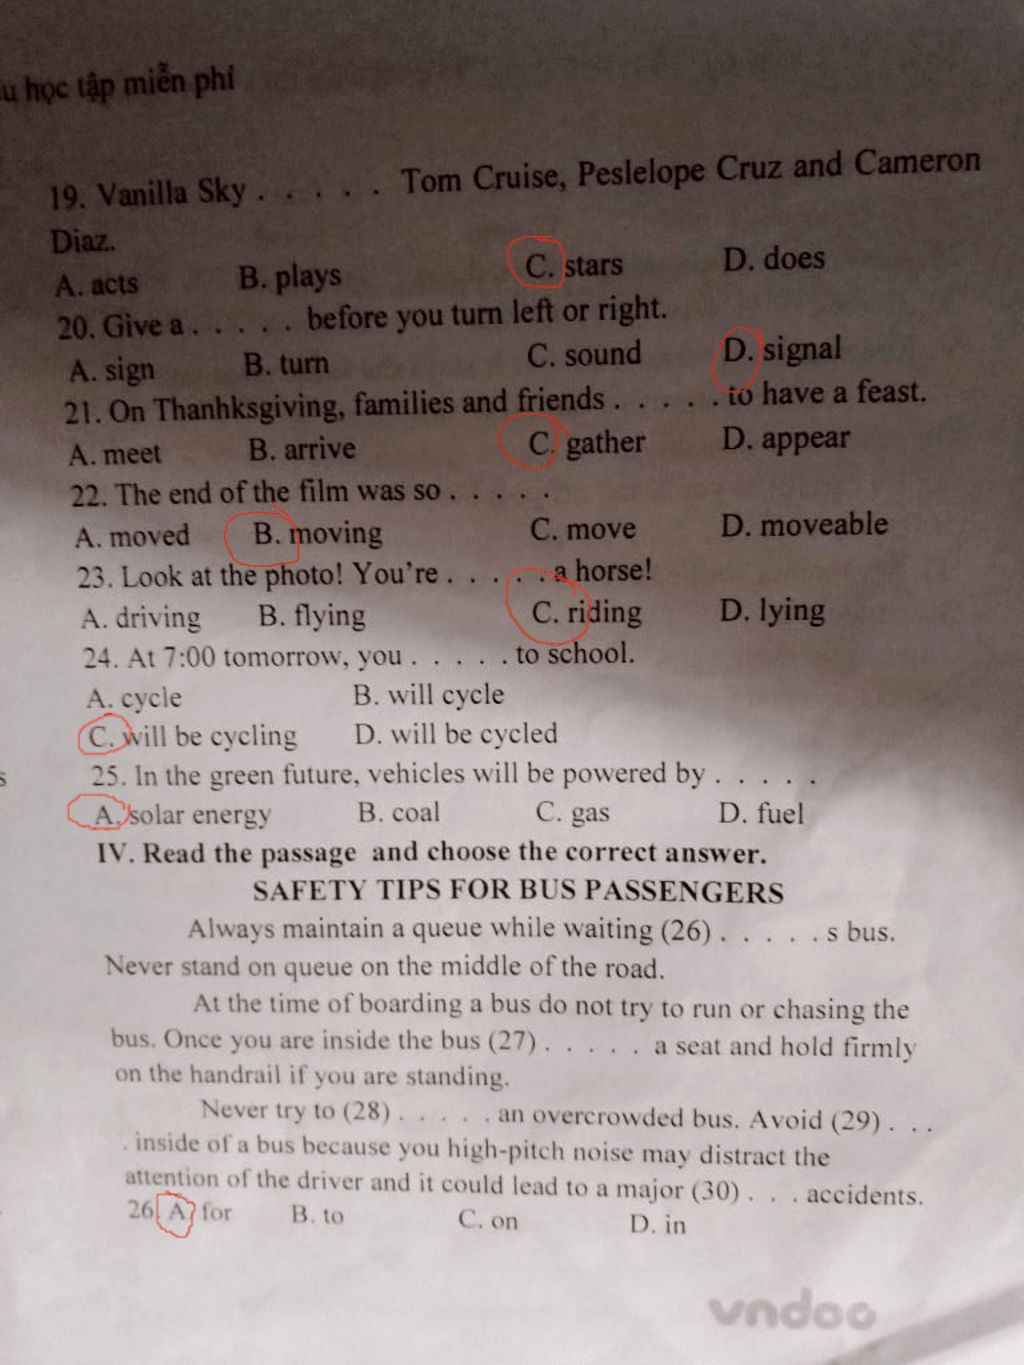 u học tập miễn phí
19. Vanilla Sky . . . . . Tom Cruise, Peslelope Cruz and Cameron
Diaz.
A. acts B. plays C. stars D. does
20. Give a . . . . . before you turn left or right.
A. sign B. turn C. sound D. signal
21. On Thanhksgiving, families and friends . . . . . to have a feast.
A. meet B. arrive C. gather D. appear
22. The end of the film was so . . . . .
A. moved B. moving C. move D. moveable
23. Look at the photo! You're . . . . . a horse!
A. driving B. flying C. riding D. lying
24. At 7:00 tomorrow, you . . . . . to school.
A. cycle B. will cycle
C. will be cycling D. will be cycled
s
25. In the green future, vehicles will be powered by . . . . .
A. solar energy B. coal C. gas D. fuel
IV. Read the passage and choose the correct answer.
SAFETY TIPS FOR BUS PASSENGERS
Always maintain a queue while waiting (26) . . . . . s bus.
Never stand on queue on the middle of the road.
At the time of boarding a bus do not try to run or chasing the
bus. Once you are inside the bus (27) . . . . . a seat and hold firmly
on the handrail if you are standing.
Never try to (28) . . . . . an overcrowded bus. Avoid (29) . . .
. inside of a bus because you high-pitch noise may distract the
attention of the driver and it could lead to a major (30) . . . accidents.
26. A. for B. to C. on D. in
vndoc